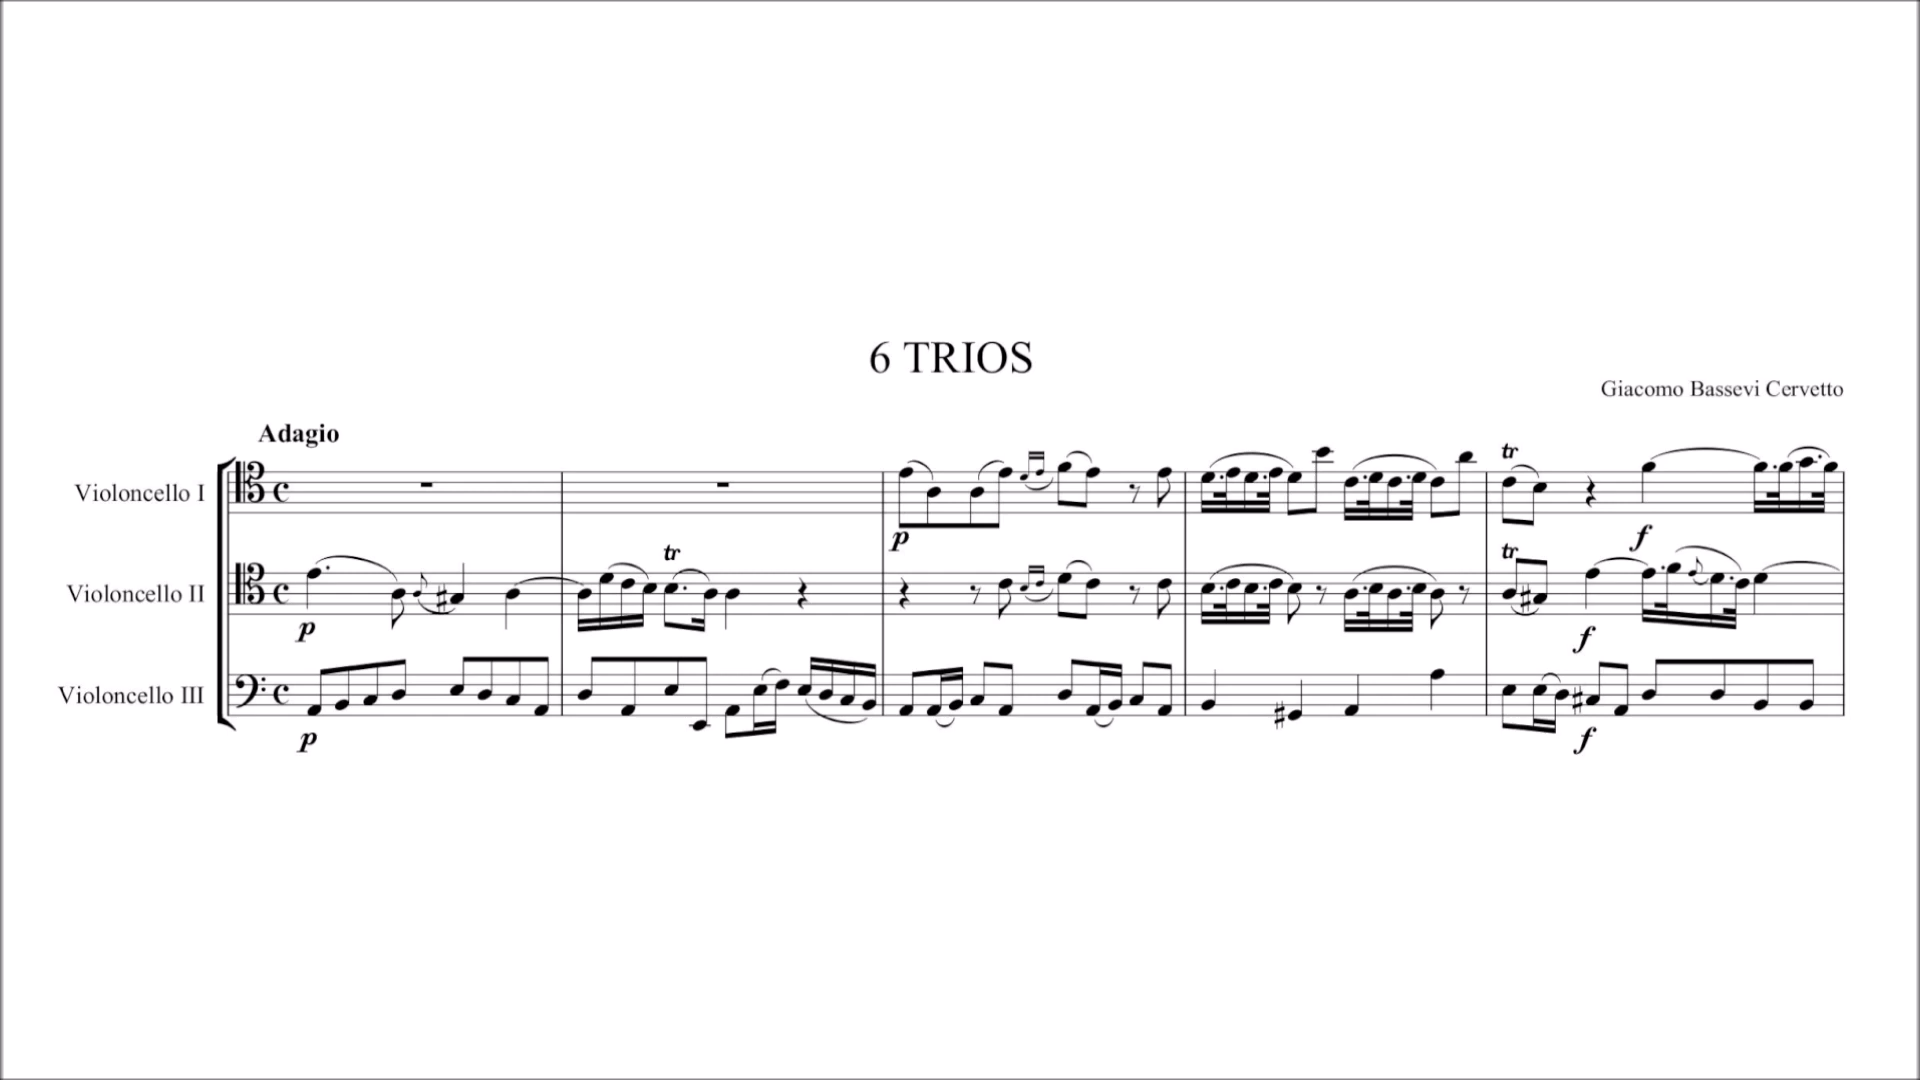 6 TRIOS
Giacomo Bassevi Cervetto
Adagio
Violoncello I
p
tr
f
Violoncello II
p
tr
tr
f
Violoncello III
p
f